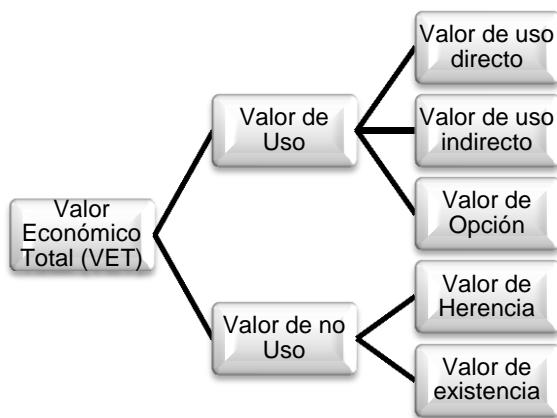 Valor
Económico
Total (VET)
Valor de
Uso
Valor de uso
directo
Valor de uso
indirecto
Valor de
Opción
Valor de no
Uso
Valor de
Herencia
Valor de
existencia